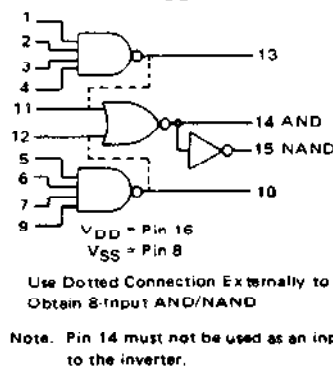 1
2
3
4
13
11
12
14 AND
15 NAND
5
6
7
9
10
VDD = Pin 16
VSS = Pin 8
Use Dotted Connection Externally to
Obtain 8-Input AND/NAND
Note. Pin 14 must not be used as an inp
to the inverter.